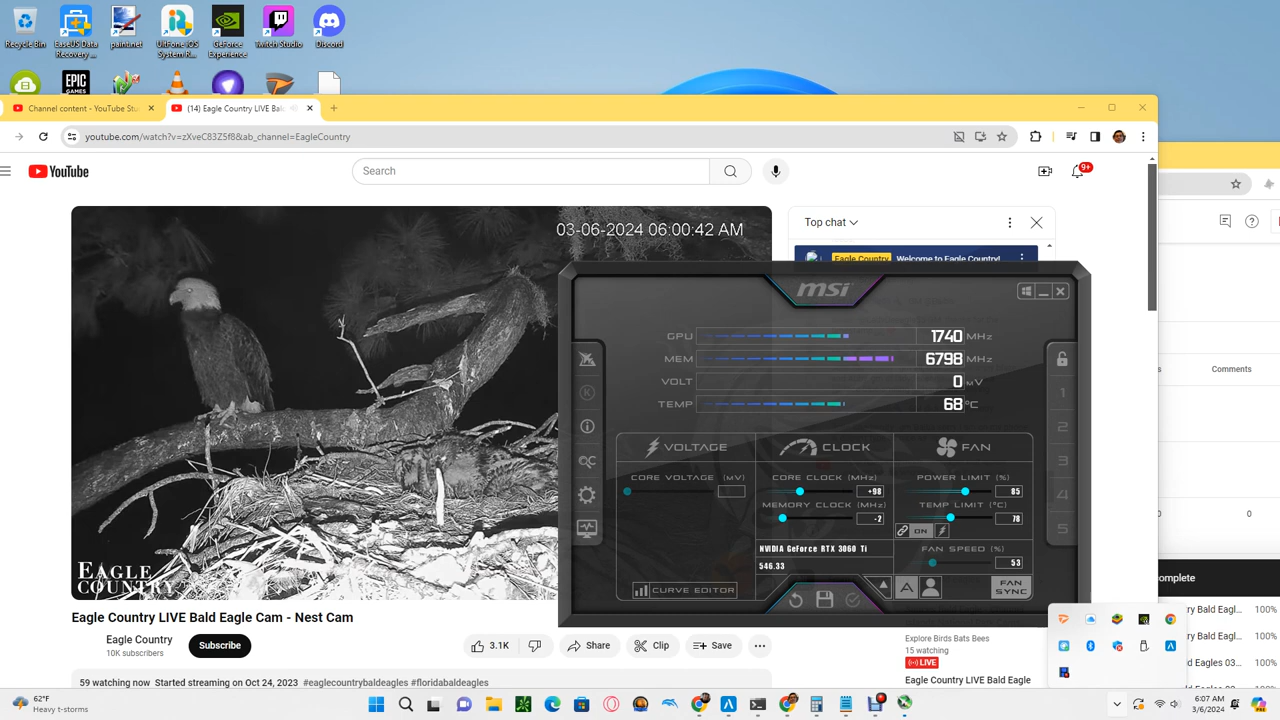 Recycle Bin
EaseUS Data Recovery ...
paint.net
UltFone iOS System R...
GeForce Experience
Twitch Studio
Discord
EPIC GAMES
Channel content - YouTube Stu
(14) Eagle Country LIVE Bald
youtube.com/watch?v=zXveC83Z5f8&ab_channel=EagleCountry
YouTube
Search
9+
03-06-2024 06:00:42 AM
Top chat
Eagle Country Welcome to Eagle Country!
msi
GPU 1740 MHz
MEM 6798 MHz
VOLT 0 mV
TEMP 68 °C
VOLTAGE CLOCK FAN
CORE VOLTAGE (MV)
CORE CLOCK (MHz) +98
POWER LIMIT (%) 85
MEMORY CLOCK (MHz) -2
TEMP LIMIT (°C) 78
ON
NVIDIA GeForce RTX 3060 Ti
546.33
FAN SPEED (%) 53
CURVE EDITOR
A
FAN SYNC
K
OC
1
2
3
4
5
Comments
0
EAGLE COUNTRY
Eagle Country LIVE Bald Eagle Cam - Nest Cam
Eagle Country
10K subscribers
Subscribe
3.1K
Share
Clip
Save
59 watching now Started streaming on Oct 24, 2023 #eaglecountrybaldeagles #floridabaldeagles
Explore Birds Bats Bees
15 watching
LIVE
Eagle Country LIVE Bald Eagle
omplete
ry Bald Eagl... 100%
ry Bald Eagl... 100%
d Eagles 03... 100%
62°F
Heavy t-storms
6:07 AM
3/6/2024